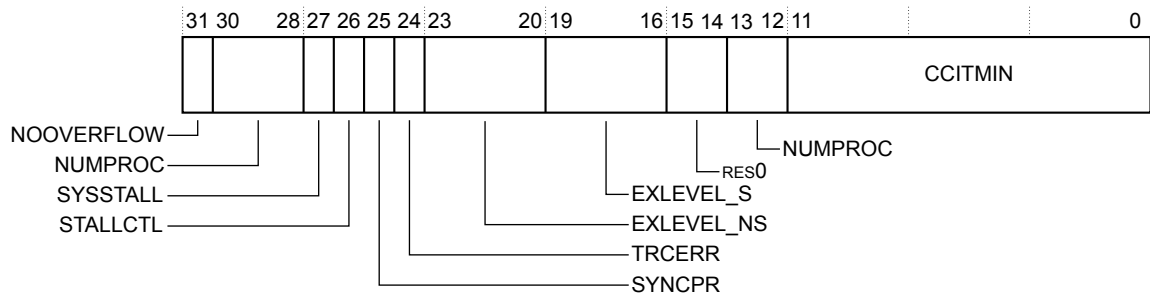 31 30 28 27 26 25 24 23 20 19 16 15 14 13 12 11 0
CCITMIN
NOOVERFLOW
NUMPROC
NUMPROC
RES0
SYSSTALL
EXLEVEL_S
STALLCTL
EXLEVEL_NS
TRCERR
SYNCPR